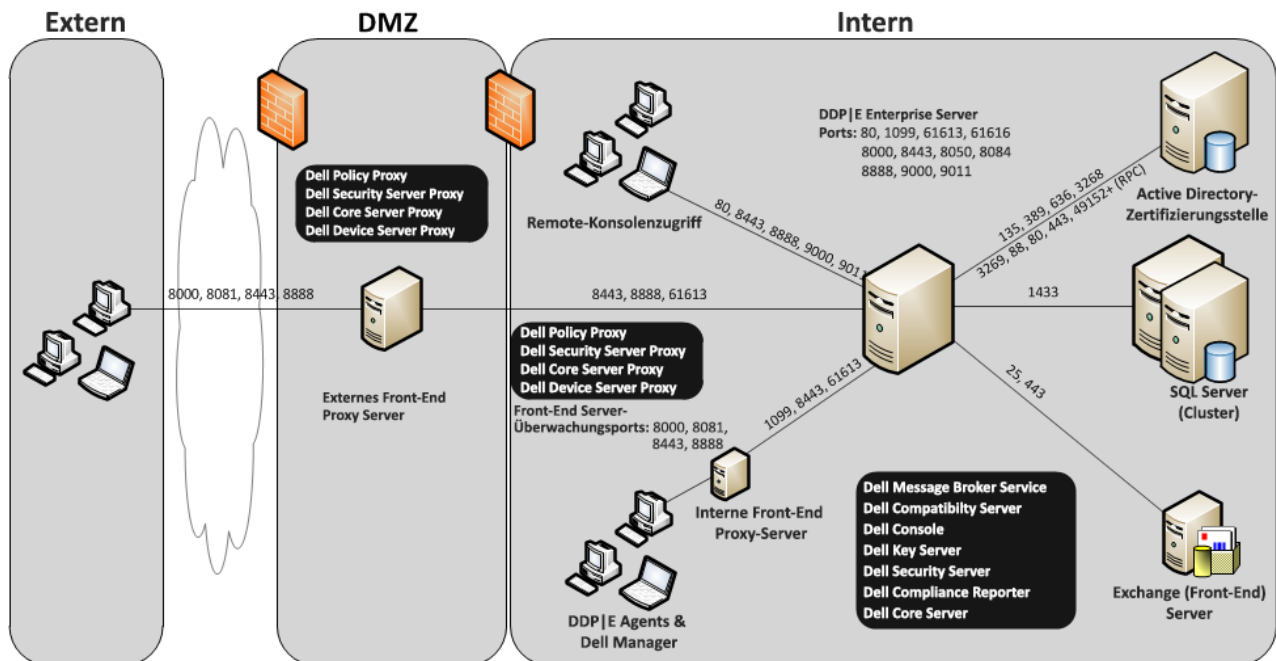 Extern
DMZ
Intern
DDP|E Enterprise Server
Ports: 80, 1099, 61613, 61616
8000, 8443, 8050, 8084
8888, 9000, 9011
Dell Policy Proxy
Dell Security Server Proxy
Dell Core Server Proxy
Dell Device Server Proxy
Remote-Konsolenzugriff
80, 8443, 8888, 9000, 9011
135, 389, 636, 3268
3269, 88, 80, 443, 49152+ (RPC)
Active Directory-
Zertifizierungsstelle
8000, 8081, 8443, 8888
8443, 8888, 61613
1433
Externes Front-End
Proxy Server
Dell Policy Proxy
Dell Security Server Proxy
Dell Core Server Proxy
Dell Device Server Proxy
Front-End Server-
Überwachungsports: 8000, 8081,
8443, 8888
1099, 8443, 61613
25, 443
SQL Server
(Cluster)
Interne Front-End
Proxy-Server
DDP|E Agents &
Dell Manager
Dell Message Broker Service
Dell Compatibilty Server
Dell Console
Dell Key Server
Dell Security Server
Dell Compliance Reporter
Dell Core Server
Exchange (Front-End)
Server